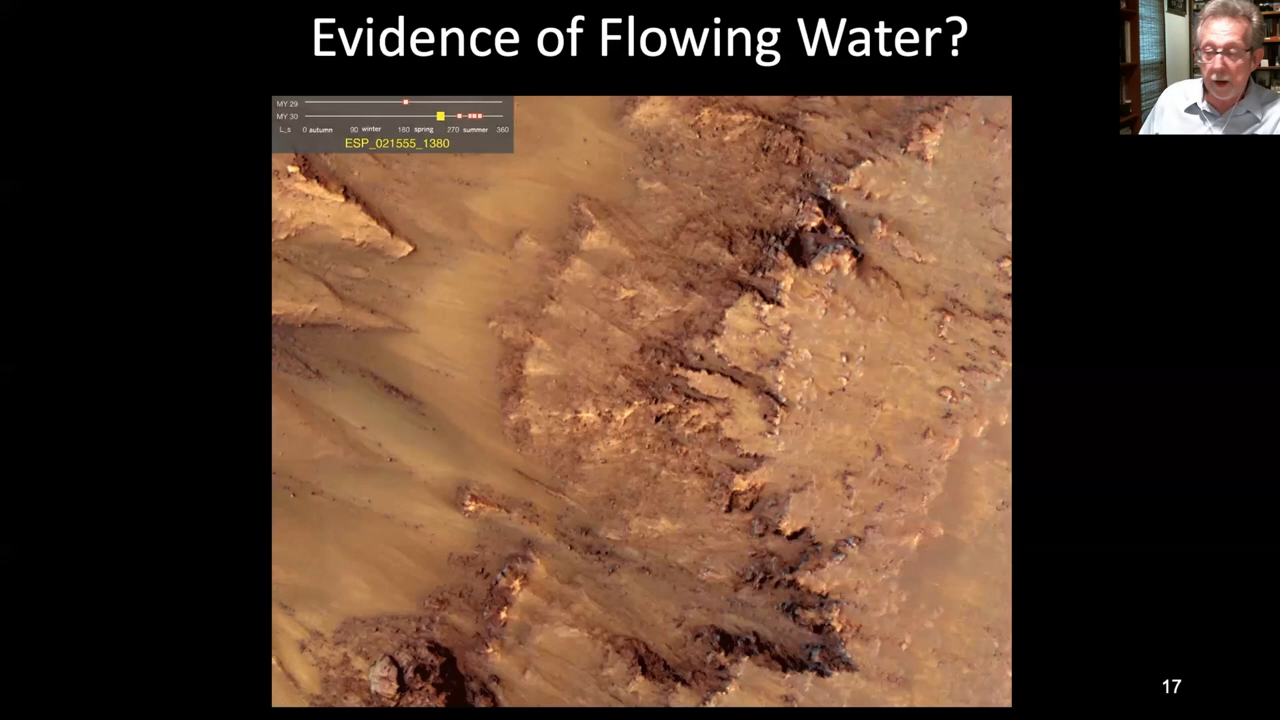 Evidence of Flowing Water?
MY 29
MY 30
L_s 0 autumn 90 winter 180 spring 270 summer 360
ESP_021555_1380
17